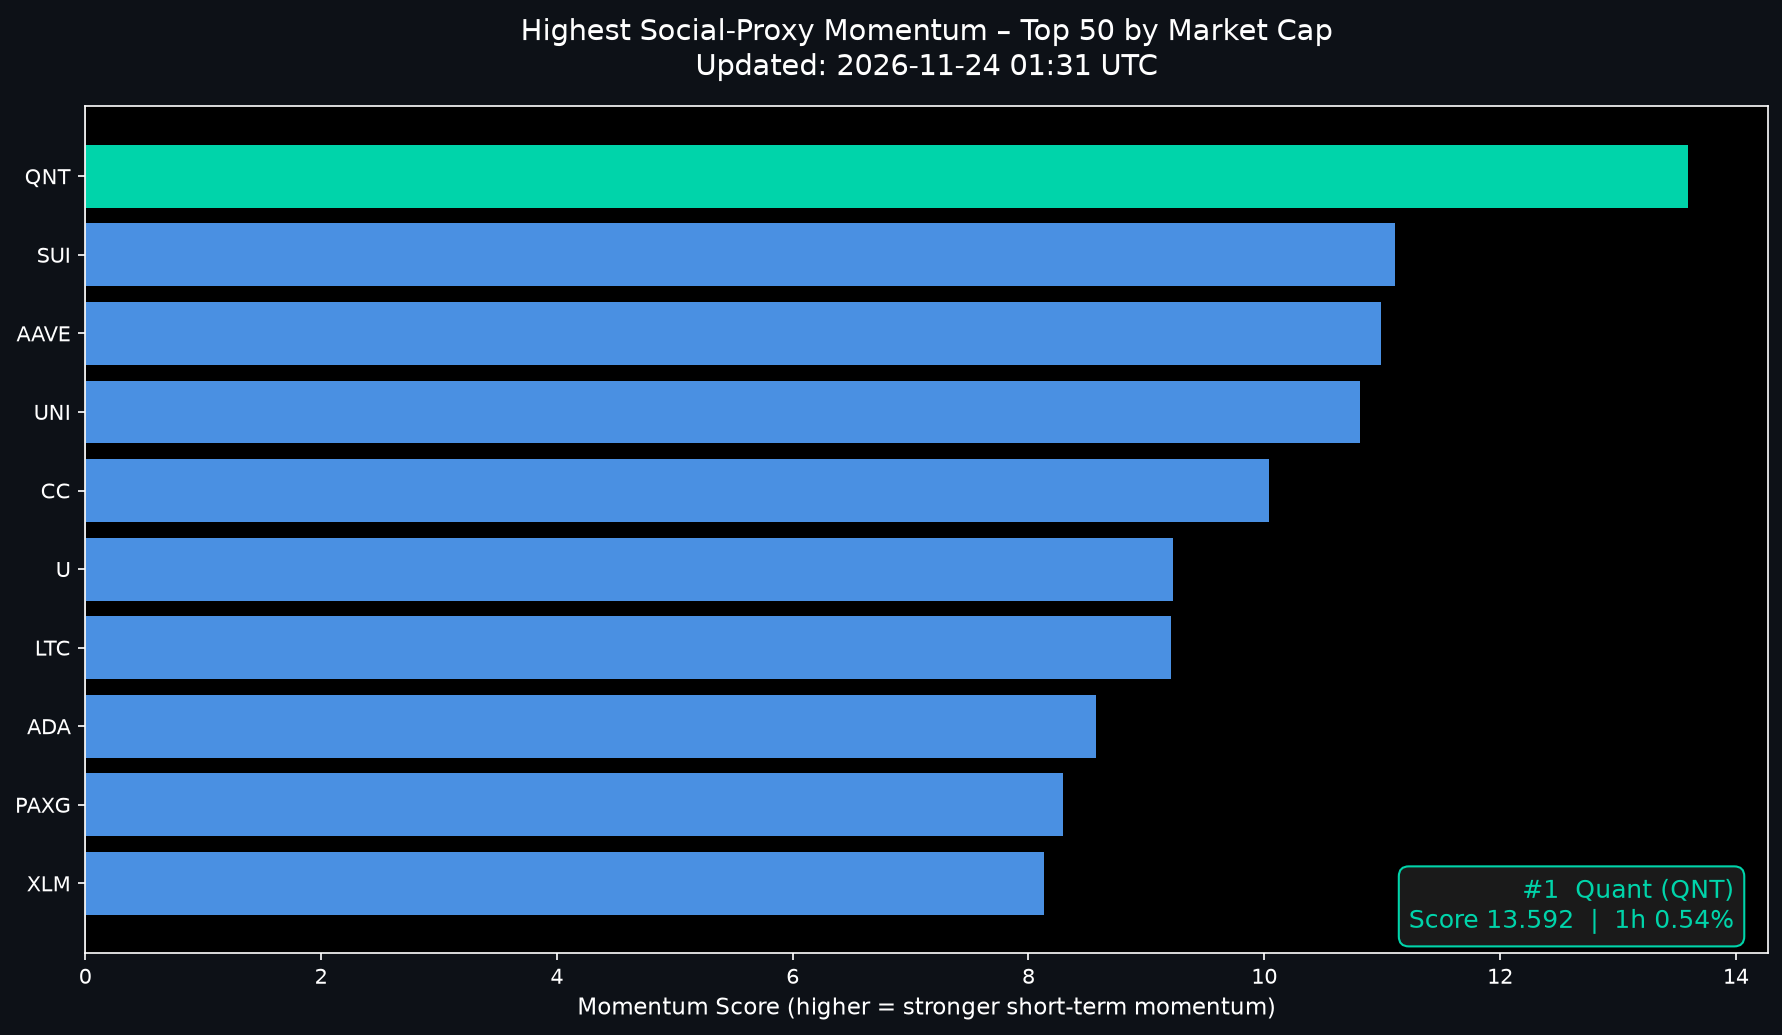 Highest Social-Proxy Momentum – Top 50 by Market Cap
Updated: 2026-11-24 01:31 UTC
QNT
SUI
AAVE
UNI
CC
U
LTC
ADA
PAXG
XLM
#1  Quant (QNT)
Score 13.592  |  1h 0.54%
0 2 4 6 8 10 12 14
Momentum Score (higher = stronger short-term momentum)